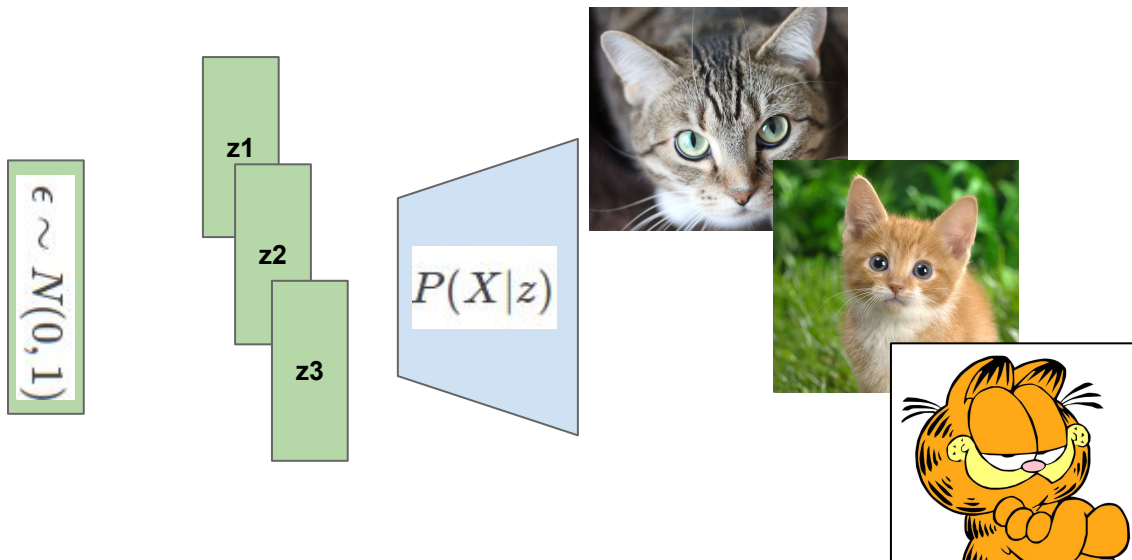 ϵ ∼ N(0, 1)
z1
z2
z3
P(X|z)